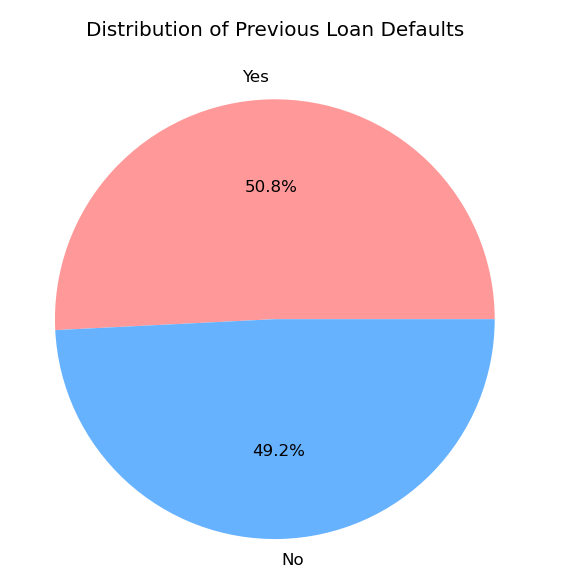 Distribution of Previous Loan Defaults
Yes
50.8%
49.2%
No